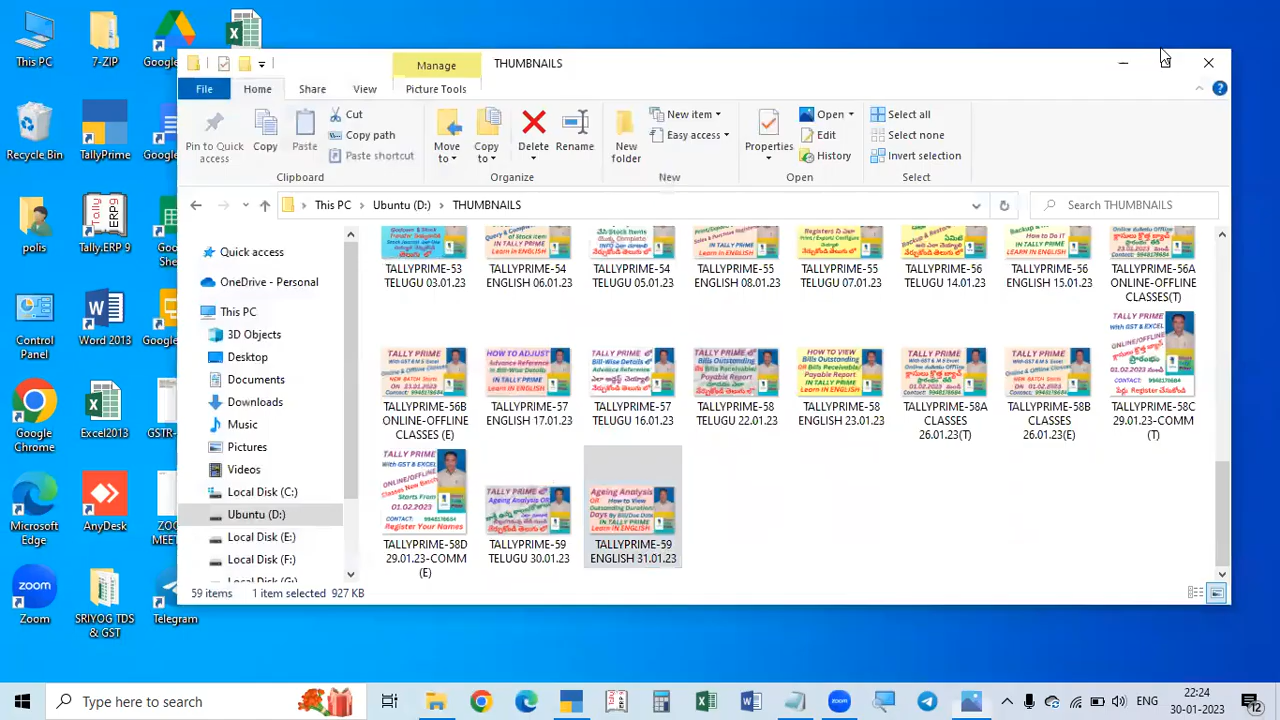 This PC
7-ZIP
Google
Recycle Bin
TallyPrime
Google
polis
Tally.ERP 9
Goo
She
Control
Panel
Word 2013
Google
Google
Chrome
Excel2013
GSTR-
Microsoft
Edge
AnyDesk
ZOO
MEET
Zoom
SRIYOG TDS
& GST
Telegram
Manage
THUMBNAILS
File
Home
Share
View
Picture Tools
Pin to Quick
access
Copy
Paste
Cut
Copy path
Paste shortcut
Clipboard
Move
to
Copy
to
Delete
Rename
Organize
New
folder
New item
Easy access
New
Properties
Open
Edit
History
Open
Select all
Select none
Invert selection
Select
This PC
Ubuntu (D:)
THUMBNAILS
Search THUMBNAILS
Quick access
OneDrive - Personal
This PC
3D Objects
Desktop
Documents
Downloads
Music
Pictures
Videos
Local Disk (C:)
Ubuntu (D:)
Local Disk (E:)
Local Disk (F:)
Local Disk (G:)
TALLYPRIME-53
TELUGU 03.01.23
TALLYPRIME-54
ENGLISH 06.01.23
TALLYPRIME-54
TELUGU 05.01.23
TALLYPRIME-55
ENGLISH 08.01.23
TALLYPRIME-55
TELUGU 07.01.23
TALLYPRIME-56
TELUGU 14.01.23
TALLYPRIME-56
ENGLISH 15.01.23
TALLYPRIME-56A
ONLINE-OFFLINE
CLASSES(T)
TALLYPRIME-56B
ONLINE-OFFLINE
CLASSES (E)
TALLYPRIME-57
ENGLISH 17.01.23
TALLYPRIME-57
TELUGU 16.01.23
TALLYPRIME-58
TELUGU 22.01.23
TALLYPRIME-58
ENGLISH 23.01.23
TALLYPRIME-58A
CLASSES
26.01.23(T)
TALLYPRIME-58B
CLASSES
26.01.23(E)
TALLYPRIME-58C
29.01.23-COMM
(T)
TALLYPRIME-58D
29.01.23-COMM
(E)
TALLYPRIME-59
TELUGU 30.01.23
TALLYPRIME-59
ENGLISH 31.01.23
59 items
1 item selected 927 KB
Type here to search
ENG
22:24
30-01-2023
12